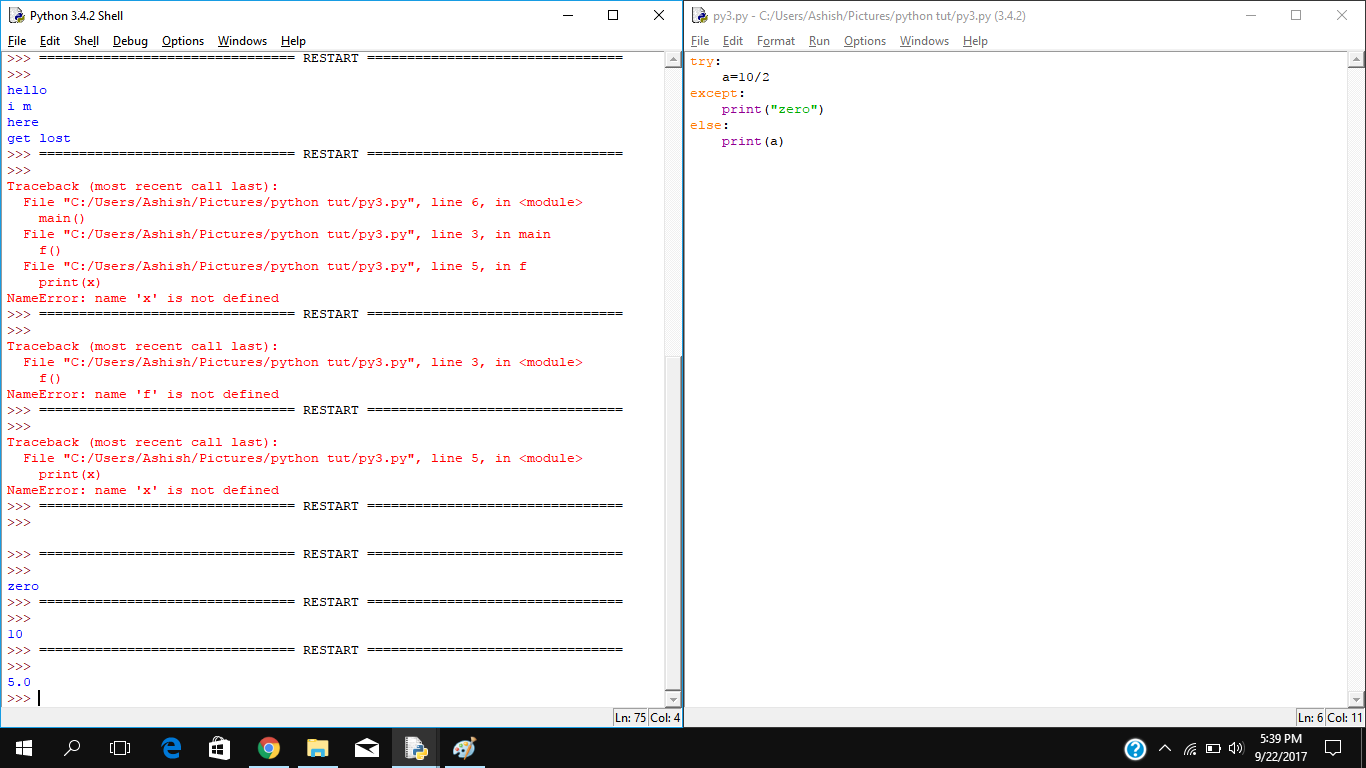 Python 3.4.2 Shell
File Edit Shell Debug Options Windows Help
>>> ================================ RESTART ================================
>>>
hello
i m
here
get lost
>>> ================================ RESTART ================================
>>>
Traceback (most recent call last):
  File "C:/Users/Ashish/Pictures/python tut/py3.py", line 6, in <module>
    main()
  File "C:/Users/Ashish/Pictures/python tut/py3.py", line 3, in main
    f()
  File "C:/Users/Ashish/Pictures/python tut/py3.py", line 5, in f
    print(x)
NameError: name 'x' is not defined
>>> ================================ RESTART ================================
>>>
Traceback (most recent call last):
  File "C:/Users/Ashish/Pictures/python tut/py3.py", line 3, in <module>
    f()
NameError: name 'f' is not defined
>>> ================================ RESTART ================================
>>>
Traceback (most recent call last):
  File "C:/Users/Ashish/Pictures/python tut/py3.py", line 5, in <module>
    print(x)
NameError: name 'x' is not defined
>>> ================================ RESTART ================================
>>>
>>> ================================ RESTART ================================
>>>
zero
>>> ================================ RESTART ================================
>>>
10
>>> ================================ RESTART ================================
>>>
5.0
>>>
Ln: 75 Col: 4
py3.py - C:/Users/Ashish/Pictures/python tut/py3.py (3.4.2)
File Edit Format Run Options Windows Help
try:
    a=10/2
except:
    print("zero")
else:
    print(a)
Ln: 6 Col: 11
5:39 PM
9/22/2017